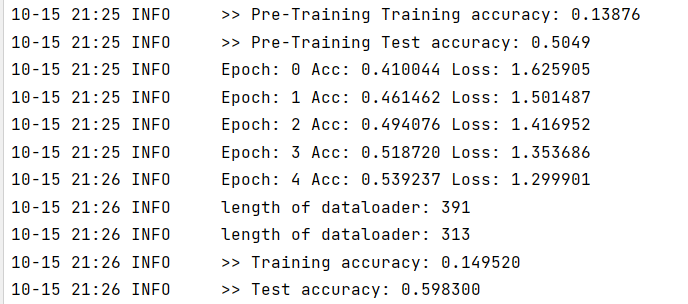 10-15 21:25 INFO     >> Pre-Training Training accuracy: 0.13876
10-15 21:25 INFO     >> Pre-Training Test accuracy: 0.5049
10-15 21:25 INFO     Epoch: 0 Acc: 0.410044 Loss: 1.625905
10-15 21:25 INFO     Epoch: 1 Acc: 0.461462 Loss: 1.501487
10-15 21:25 INFO     Epoch: 2 Acc: 0.494076 Loss: 1.416952
10-15 21:25 INFO     Epoch: 3 Acc: 0.518720 Loss: 1.353686
10-15 21:26 INFO     Epoch: 4 Acc: 0.539237 Loss: 1.299901
10-15 21:26 INFO     length of dataloader: 391
10-15 21:26 INFO     length of dataloader: 313
10-15 21:26 INFO     >> Training accuracy: 0.149520
10-15 21:26 INFO     >> Test accuracy: 0.598300